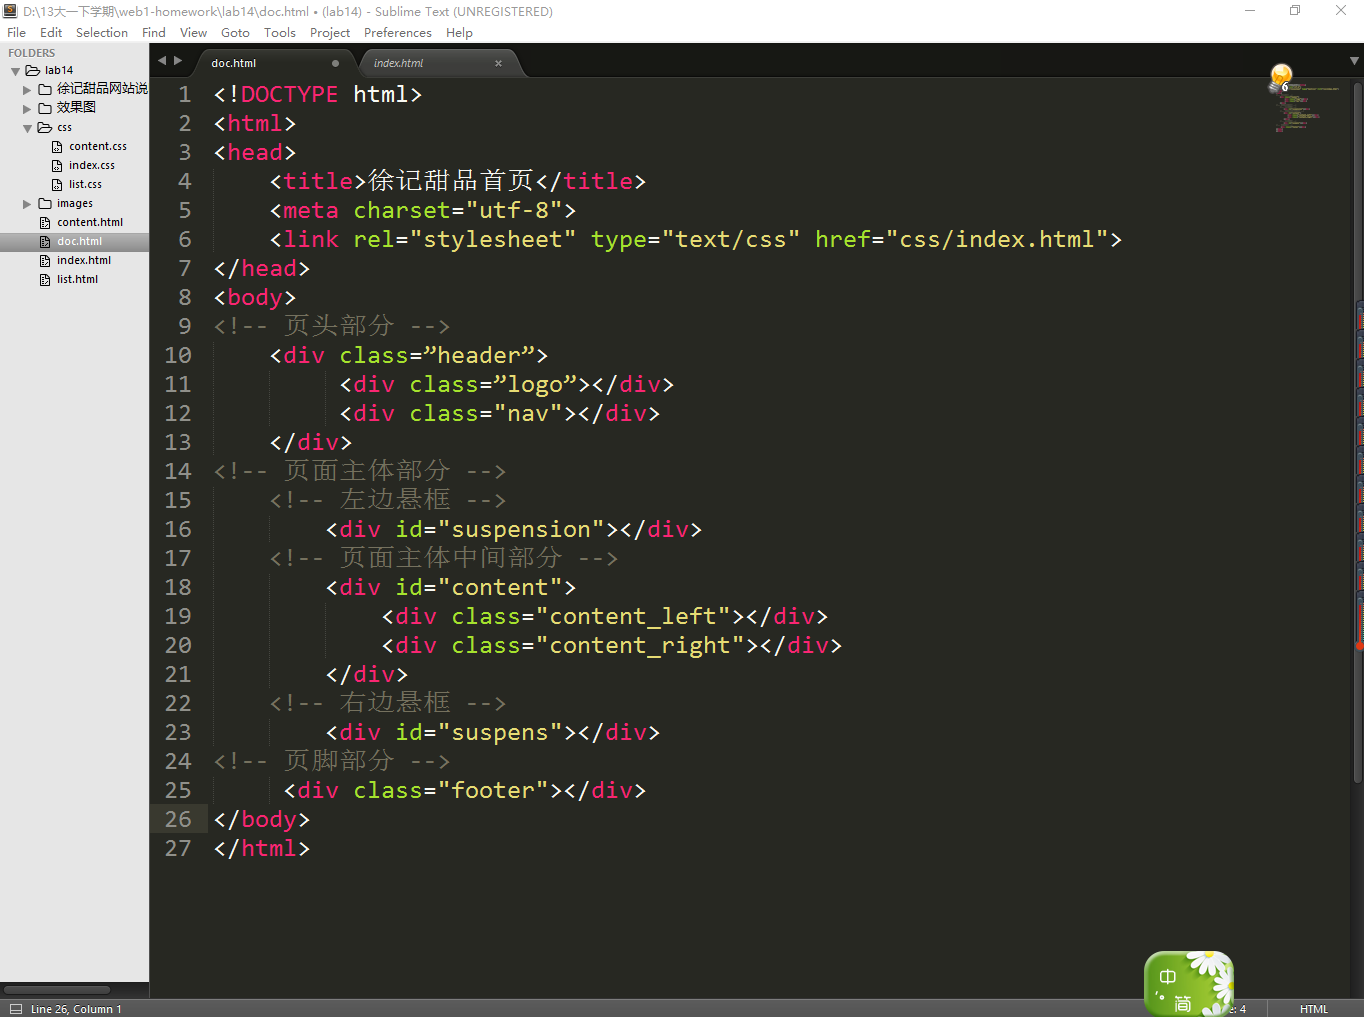 D:\13大一下学期\web1-homework\lab14\doc.html • (lab14) - Sublime Text (UNREGISTERED)
File Edit Selection Find View Goto Tools Project Preferences Help
FOLDERS
lab14
徐记甜品网站说
效果图
css
content.css
index.css
list.css
images
content.html
doc.html
index.html
list.html
doc.html index.html
6
1 <!DOCTYPE html>
2 <html>
3 <head>
4 <title>徐记甜品首页</title>
5 <meta charset="utf-8">
6 <link rel="stylesheet" type="text/css" href="css/index.html">
7 </head>
8 <body>
9 <!-- 页头部分 -->
10 <div class=”header”>
11 <div class=”logo”></div>
12 <div class="nav"></div>
13 </div>
14 <!-- 页面主体部分 -->
15 <!-- 左边悬框 -->
16 <div id="suspension"></div>
17 <!-- 页面主体中间部分 -->
18 <div id="content">
19 <div class="content_left"></div>
20 <div class="content_right"></div>
21 </div>
22 <!-- 右边悬框 -->
23 <div id="suspens"></div>
24 <!-- 页脚部分 -->
25 <div class="footer"></div>
26 </body>
27 </html>
中
简
Line 26, Column 1
: 4 HTML